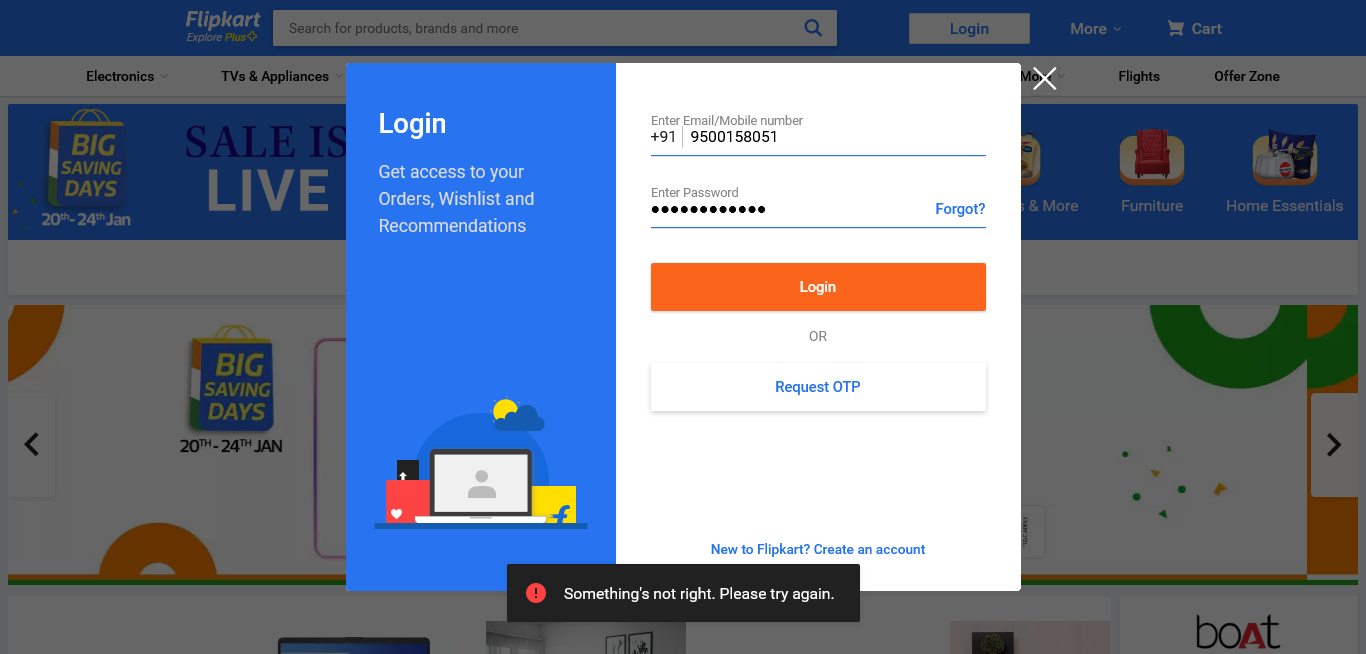 Flipkart
Explore Plus
Search for products, brands and more
Login
More
Cart
Electronics
TVs & Appliances
More
Flights
Offer Zone
BIG
SAVING
DAYS
20th-24th Jan
SALE IS
LIVE
s & More
Furniture
Home Essentials
Login
Get access to your
Orders, Wishlist and
Recommendations
Enter Email/Mobile number
+91 9500158051
Enter Password
Forgot?
Login
OR
Request OTP
New to Flipkart? Create an account
BIG
SAVING
DAYS
20TH-24TH JAN
Something's not right. Please try again.
boAt